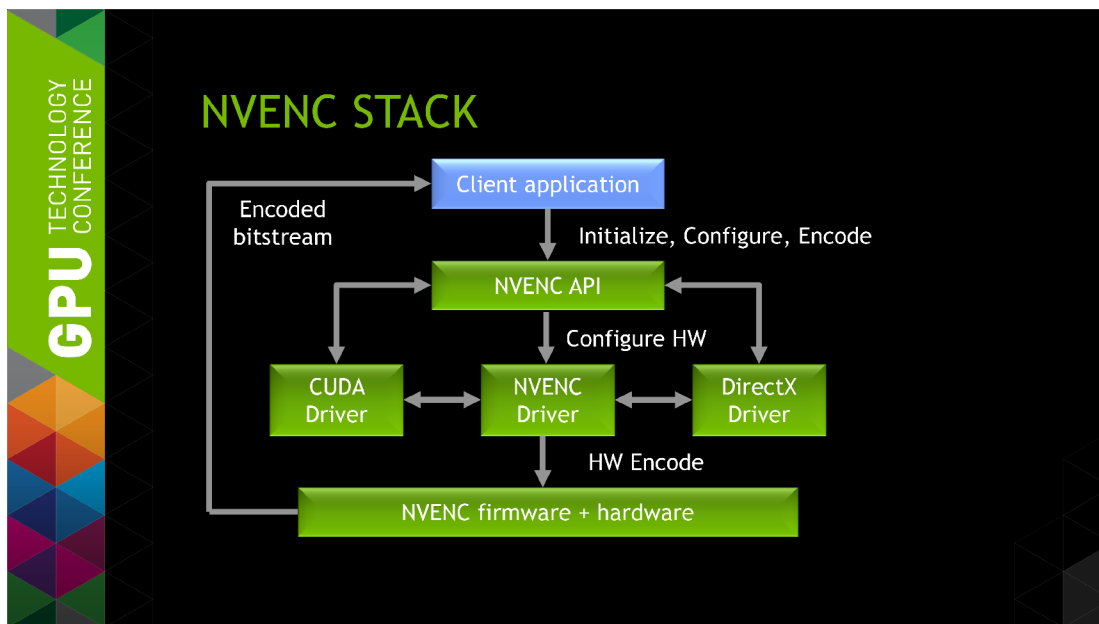 GPU TECHNOLOGY
CONFERENCE
NVENC STACK
Client application
Encoded
bitstream
Initialize, Configure, Encode
NVENC API
Configure HW
CUDA
Driver
NVENC
Driver
DirectX
Driver
HW Encode
NVENC firmware + hardware